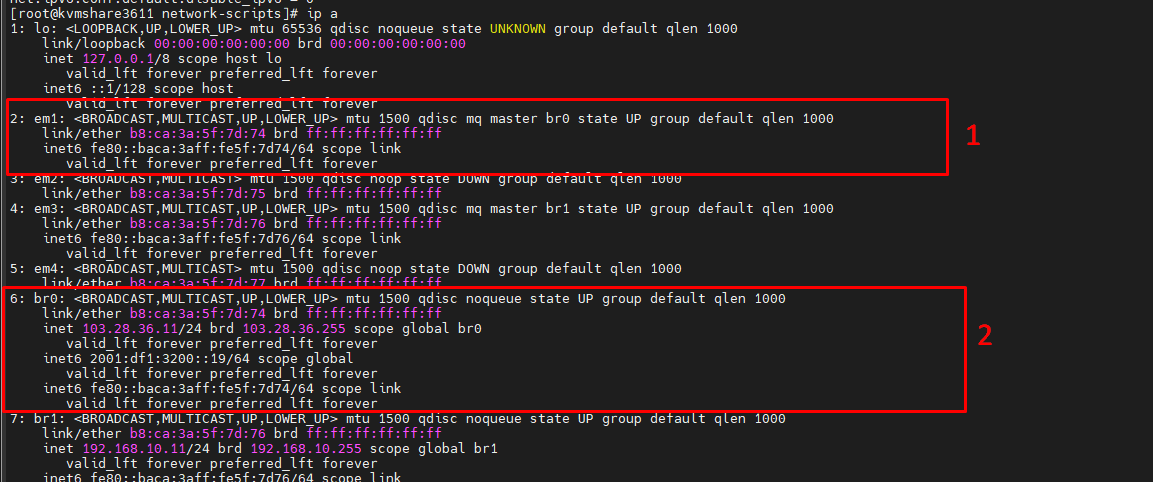 net.ipv6.conf.default.disable_ipv6 = 0
[root@kvmshare3611 network-scripts]# ip a
1: lo: <LOOPBACK,UP,LOWER_UP> mtu 65536 qdisc noqueue state UNKNOWN group default qlen 1000
    link/loopback 00:00:00:00:00:00 brd 00:00:00:00:00:00
    inet 127.0.0.1/8 scope host lo
       valid_lft forever preferred_lft forever
    inet6 ::1/128 scope host
       valid_lft forever preferred_lft forever
2: em1: <BROADCAST,MULTICAST,UP,LOWER_UP> mtu 1500 qdisc mq master br0 state UP group default qlen 1000
    link/ether b8:ca:3a:5f:7d:74 brd ff:ff:ff:ff:ff:ff
    inet6 fe80::baca:3aff:fe5f:7d74/64 scope link
       valid_lft forever preferred_lft forever
1
3: em2: <BROADCAST,MULTICAST> mtu 1500 qdisc noop state DOWN group default qlen 1000
    link/ether b8:ca:3a:5f:7d:75 brd ff:ff:ff:ff:ff:ff
4: em3: <BROADCAST,MULTICAST,UP,LOWER_UP> mtu 1500 qdisc mq master br1 state UP group default qlen 1000
    link/ether b8:ca:3a:5f:7d:76 brd ff:ff:ff:ff:ff:ff
    inet6 fe80::baca:3aff:fe5f:7d76/64 scope link
       valid_lft forever preferred_lft forever
5: em4: <BROADCAST,MULTICAST> mtu 1500 qdisc noop state DOWN group default qlen 1000
    link/ether b8:ca:3a:5f:7d:77 brd ff:ff:ff:ff:ff:ff
6: br0: <BROADCAST,MULTICAST,UP,LOWER_UP> mtu 1500 qdisc noqueue state UP group default qlen 1000
    link/ether b8:ca:3a:5f:7d:74 brd ff:ff:ff:ff:ff:ff
    inet 103.28.36.11/24 brd 103.28.36.255 scope global br0
       valid_lft forever preferred_lft forever
    inet6 2001:df1:3200::19/64 scope global
       valid_lft forever preferred_lft forever
    inet6 fe80::baca:3aff:fe5f:7d74/64 scope link
       valid_lft forever preferred_lft forever
2
7: br1: <BROADCAST,MULTICAST,UP,LOWER_UP> mtu 1500 qdisc noqueue state UP group default qlen 1000
    link/ether b8:ca:3a:5f:7d:76 brd ff:ff:ff:ff:ff:ff
    inet 192.168.10.11/24 brd 192.168.10.255 scope global br1
       valid_lft forever preferred_lft forever
    inet6 fe80::baca:3aff:fe5f:7d76/64 scope link